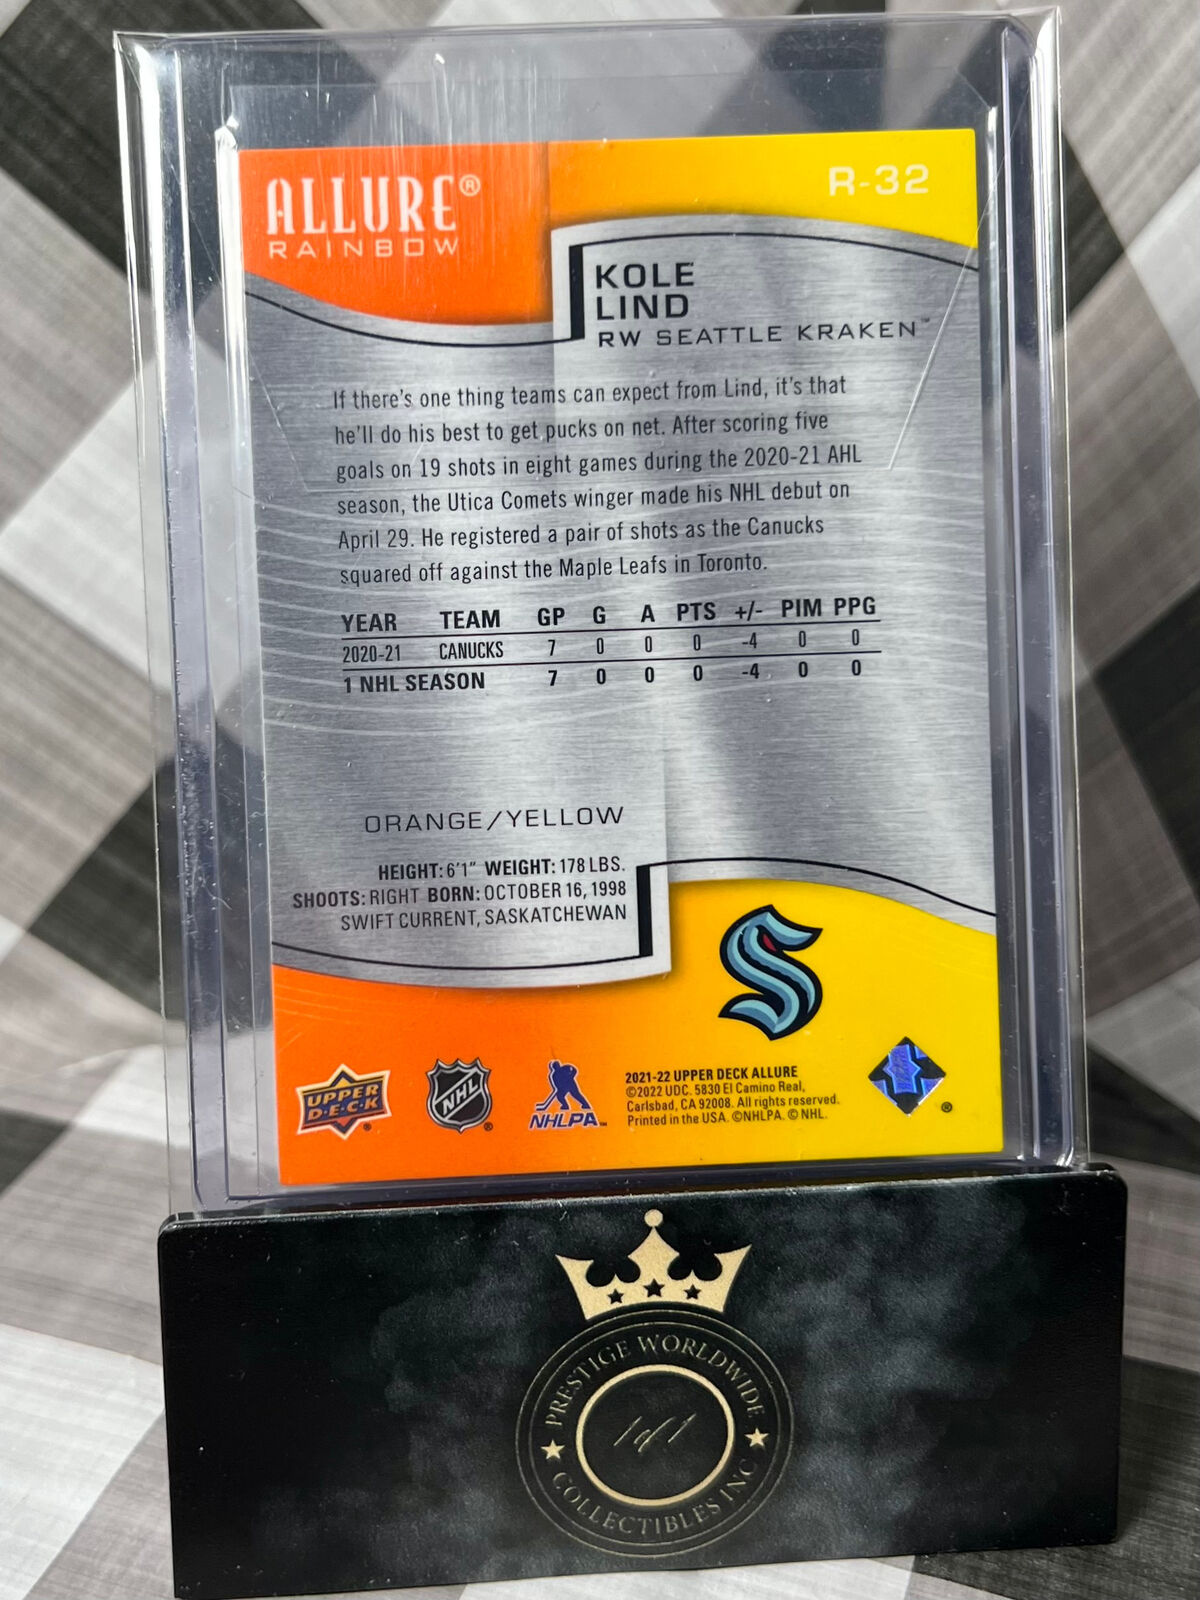 ALLURE®
RAINBOW
R-32
KOLE
LIND
RW SEATTLE KRAKEN™
If there's one thing teams can expect from Lind, it's that
he'll do his best to get pucks on net. After scoring five
goals on 19 shots in eight games during the 2020-21 AHL
season, the Utica Comets winger made his NHL debut on
April 29. He registered a pair of shots as the Canucks
squared off against the Maple Leafs in Toronto.
YEAR TEAM GP G A PTS +/- PIM PPG
2020-21 CANUCKS 7 0 0 0 -4 0 0
1 NHL SEASON 7 0 0 0 -4 0 0
ORANGE/YELLOW
HEIGHT: 6'1" WEIGHT: 178 LBS.
SHOOTS: RIGHT BORN: OCTOBER 16, 1998
SWIFT CURRENT, SASKATCHEWAN
UPPER
D·E·C·K®
NHL®
NHLPA™
2021-22 UPPER DECK ALLURE
©2022 UDC. 5830 El Camino Real,
Carlsbad, CA 92008. All rights reserved.
Printed in the USA. ©NHLPA. © NHL.
®
PRESTIGE WORLDWIDE
1 of 1
COLLECTIBLES INC